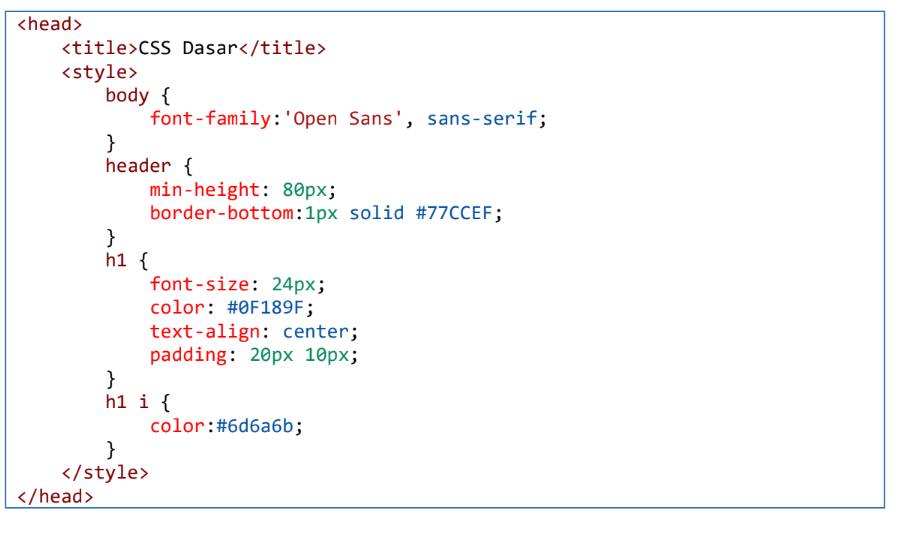 <head>
    <title>CSS Dasar</title>
    <style>
        body {
            font-family:'Open Sans', sans-serif;
        }
        header {
            min-height: 80px;
            border-bottom:1px solid #77CCEF;
        }
        h1 {
            font-size: 24px;
            color: #0F189F;
            text-align: center;
            padding: 20px 10px;
        }
        h1 i {
            color:#6d6a6b;
        }
    </style>
</head>